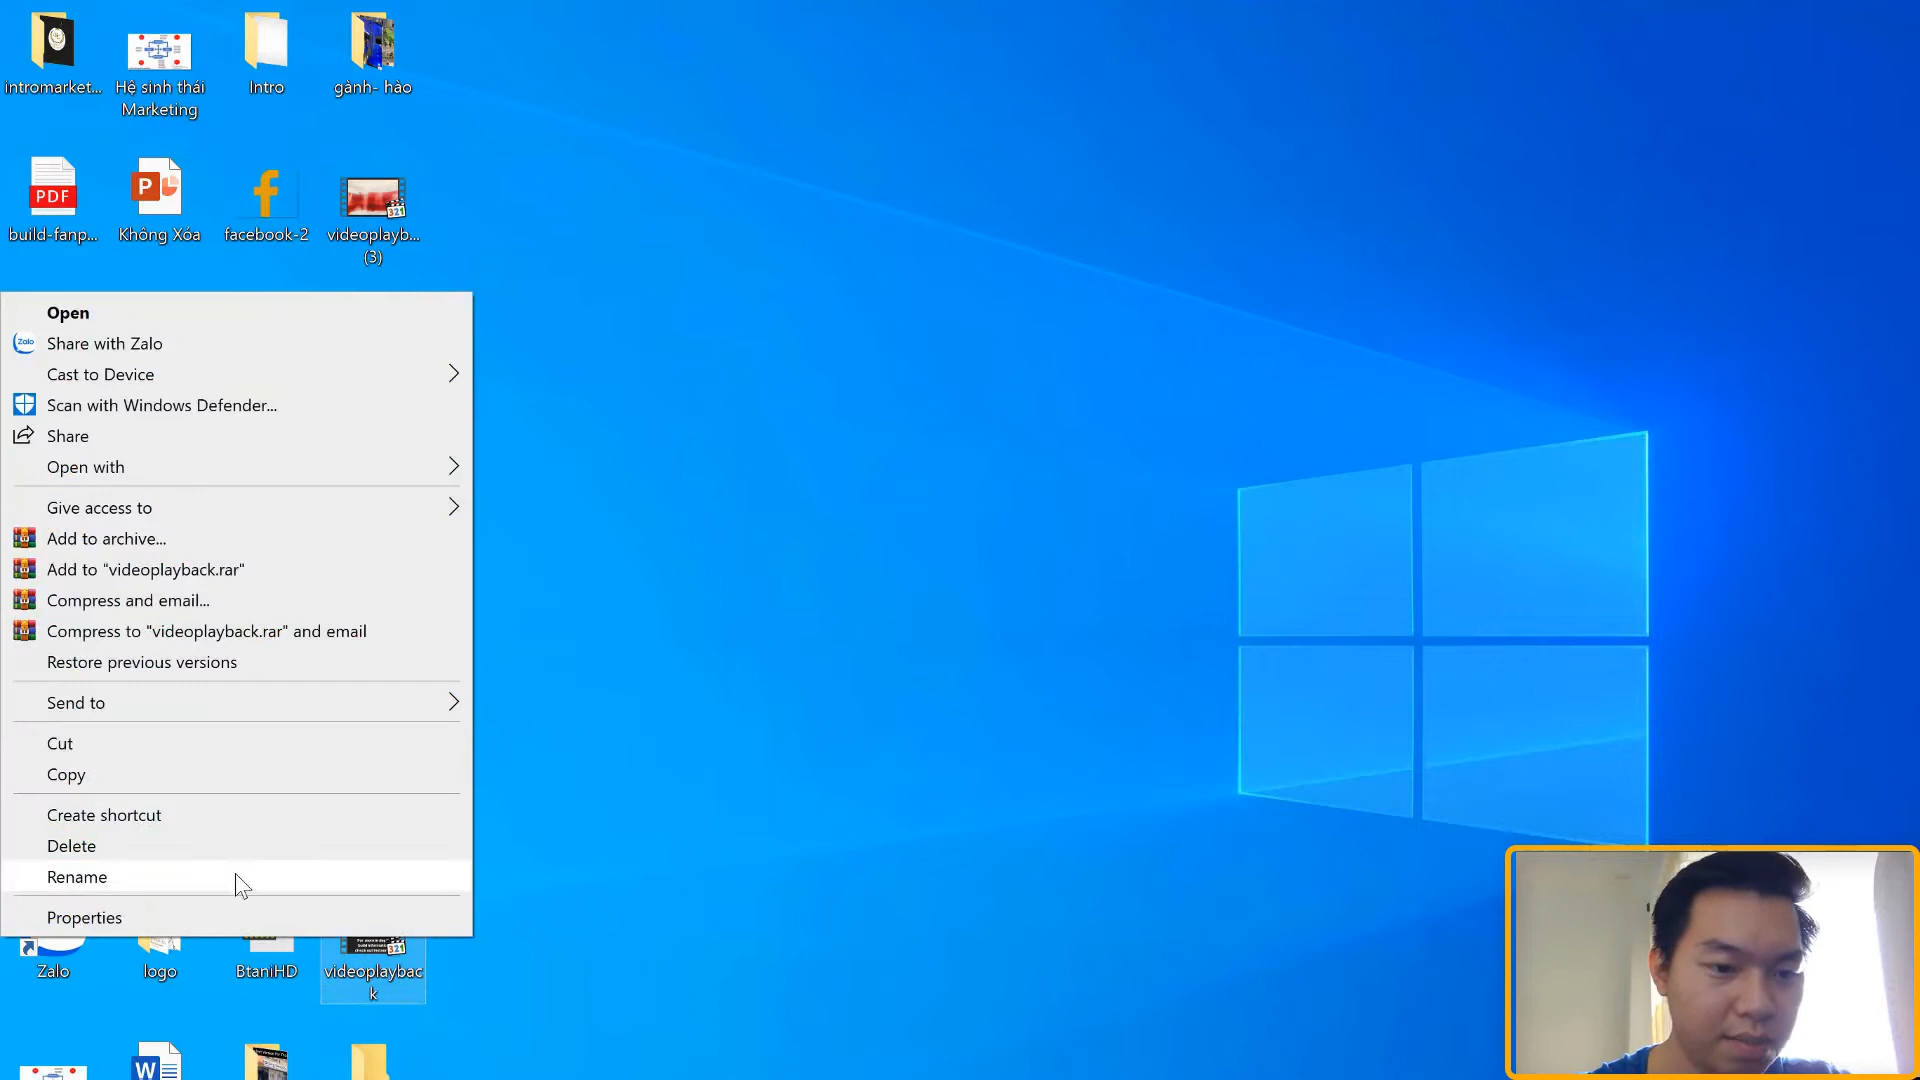 intromarket...
Hệ sinh thái
Marketing
Intro
gành- hào
PDF
build-fanp...
P
Không Xóa
f
facebook-2
321
videoplayb...
(3)
Open
Zalo
Share with Zalo
Cast to Device
Scan with Windows Defender...
Share
Open with
Give access to
Add to archive...
Add to "videoplayback.rar"
Compress and email...
Compress to "videoplayback.rar" and email
Restore previous versions
Send to
Cut
Copy
Create shortcut
Delete
Rename
Properties
Zalo
logo
BtaniHD
321
videoplaybac
k
W